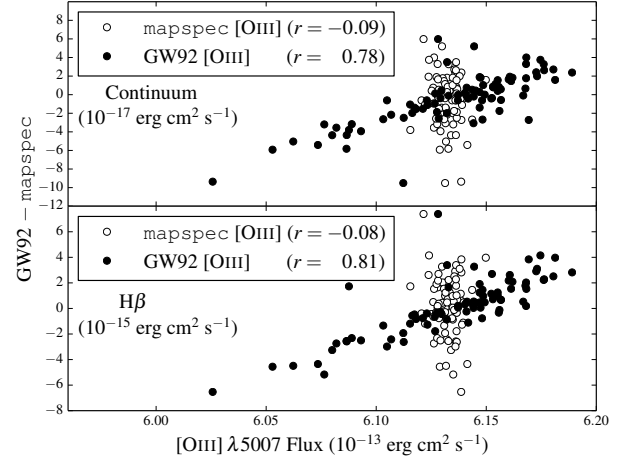 8
6
4
2
0
−2
−4
−6
−8
−10
−12
mapspec [OIII] (r = −0.09)
GW92 [OIII] (r = 0.78)
Continuum
(10−17 erg cm2 s−1)
GW92 − mapspec
8
6
4
2
0
−2
−4
−6
−8
mapspec [OIII] (r = −0.08)
GW92 [OIII] (r = 0.81)
Hβ
(10−15 erg cm2 s−1)
6.00 6.05 6.10 6.15 6.20
[OIII] λ5007 Flux (10−13 erg cm2 s−1)